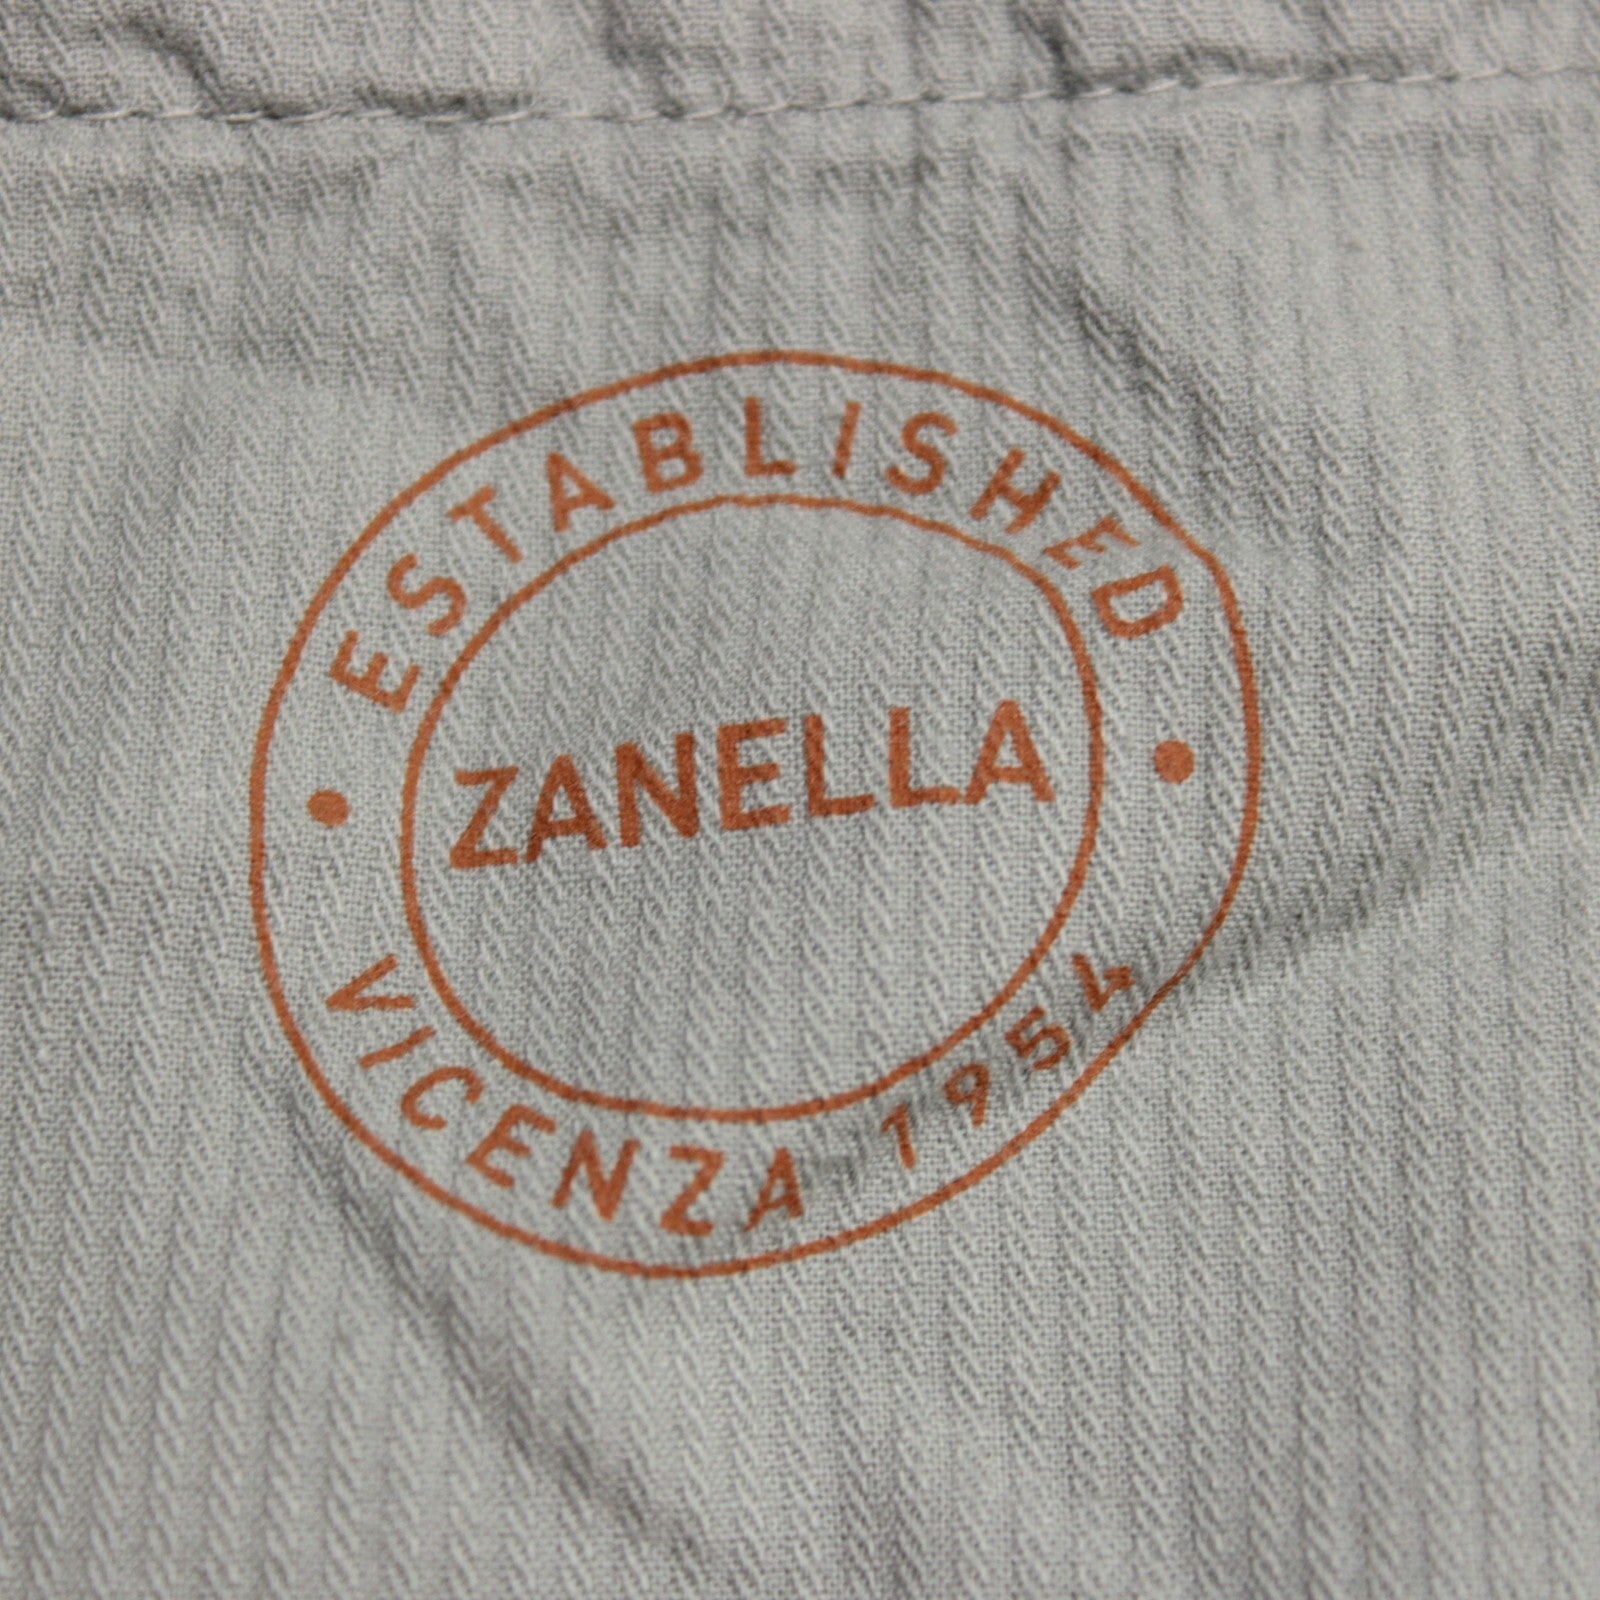 ESTABLISHED
ZANELLA
VICENZA 1954